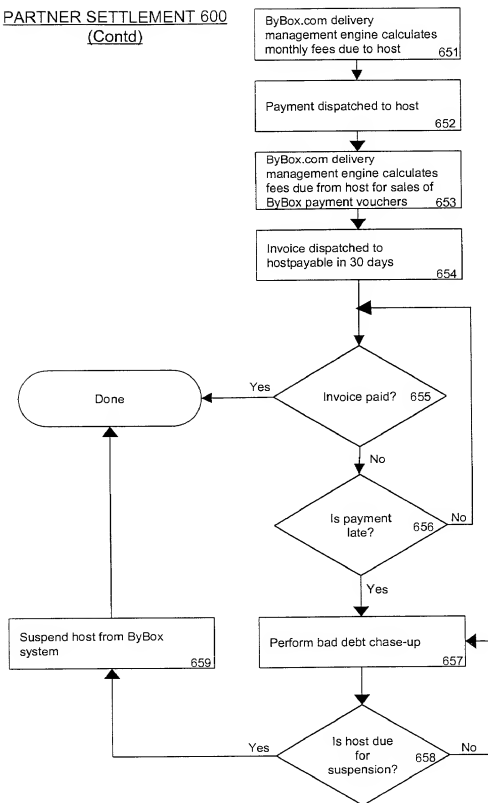 PARTNER SETTLEMENT 600
(Contd)
ByBox.com delivery
management engine calculates
monthly fees due to host
651
Payment dispatched to host
652
ByBox.com delivery
management engine calculates
fees due from host for sales of
ByBox payment vouchers 653
Invoice dispatched to
hostpayable in 30 days
654
Done
Yes
Invoice paid? 655
No
Is payment
late?
656
No
Yes
Suspend host from ByBox
system
659
Perform bad debt chase-up
657
Yes
Is host due
for
suspension?
658
No